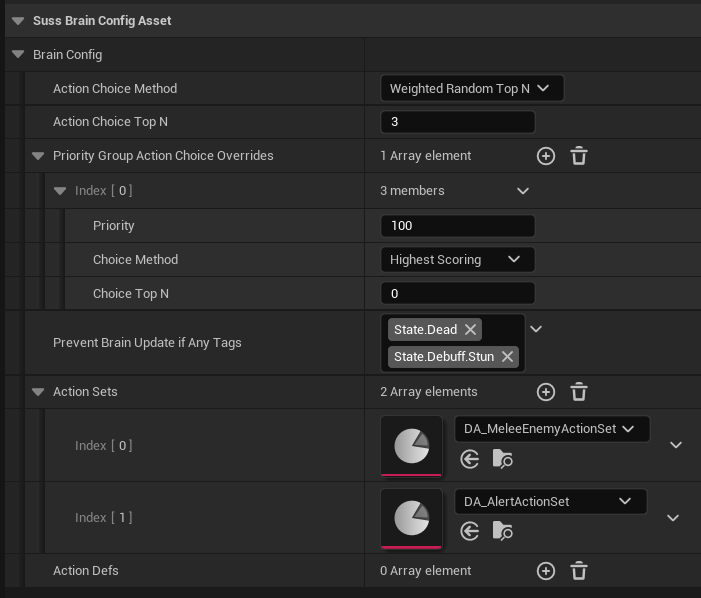 Suss Brain Config Asset
Brain Config
Action Choice Method Weighted Random Top N
Action Choice Top N 3
Priority Group Action Choice Overrides 1 Array element
Index [ 0 ] 3 members
Priority 100
Choice Method Highest Scoring
Choice Top N 0
Prevent Brain Update if Any Tags State.Dead
State.Debuff.Stun
Action Sets 2 Array elements
Index [ 0 ] DA_MeleeEnemyActionSet
Index [ 1 ] DA_AlertActionSet
Action Defs 0 Array element